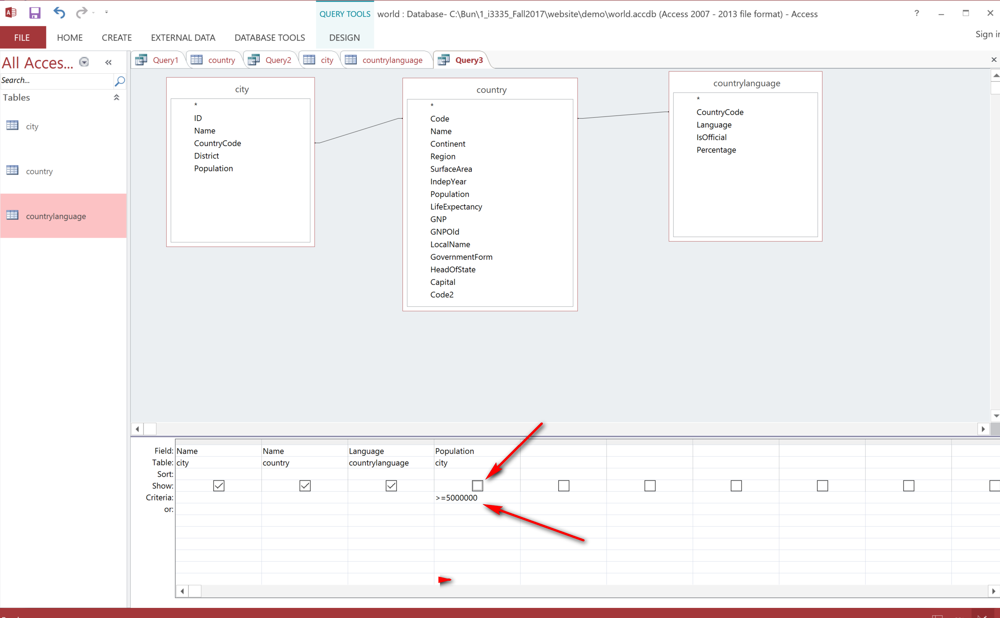 QUERY TOOLS world : Database- C:\Bun\1_i3335_Fall2017\website\demo\world.accdb (Access 2007 - 2013 file format) - Access ?
FILE HOME CREATE EXTERNAL DATA DATABASE TOOLS DESIGN
All Acces...
Search...
Tables
city
country
countrylanguage
Query1 country Query2 city countrylanguage Query3
city
*
ID
Name
CountryCode
District
Population
country
*
Code
Name
Continent
Region
SurfaceArea
IndepYear
Population
LifeExpectancy
GNP
GNPOld
LocalName
GovernmentForm
HeadOfState
Capital
Code2
countrylanguage
*
CountryCode
Language
IsOfficial
Percentage
Field: Name Name Language Population
Table: city country countrylanguage city
Sort:
Show:
Criteria: >=5000000
or: